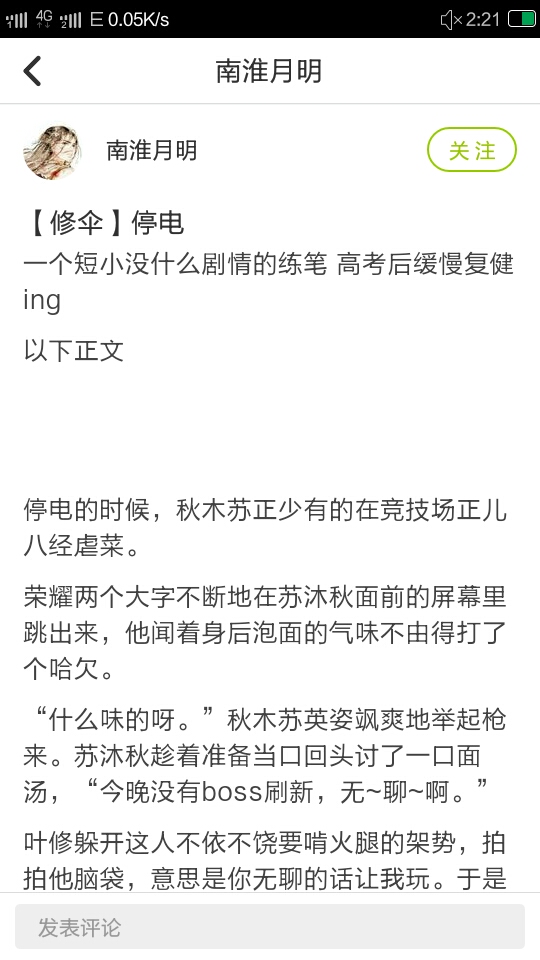 1 4G 2 E 0.05K/s 2:21
南淮月明
南淮月明
关注
【修伞】停电
一个短小没什么剧情的练笔 高考后缓慢复健
ing
以下正文
停电的时候，秋木苏正少有的在竞技场正儿
八经虐菜。
荣耀两个大字不断地在苏沐秋面前的屏幕里
跳出来，他闻着身后泡面的气味不由得打了
个哈欠。
“什么味的呀。”秋木苏英姿飒爽地举起枪
来。苏沐秋趁着准备当口回头讨了一口面
汤，“今晚没有boss刷新，无~聊~啊。”
叶修躲开这人不依不饶要啃火腿的架势，拍
拍他脑袋，意思是你无聊的话让我玩。于是
发表评论